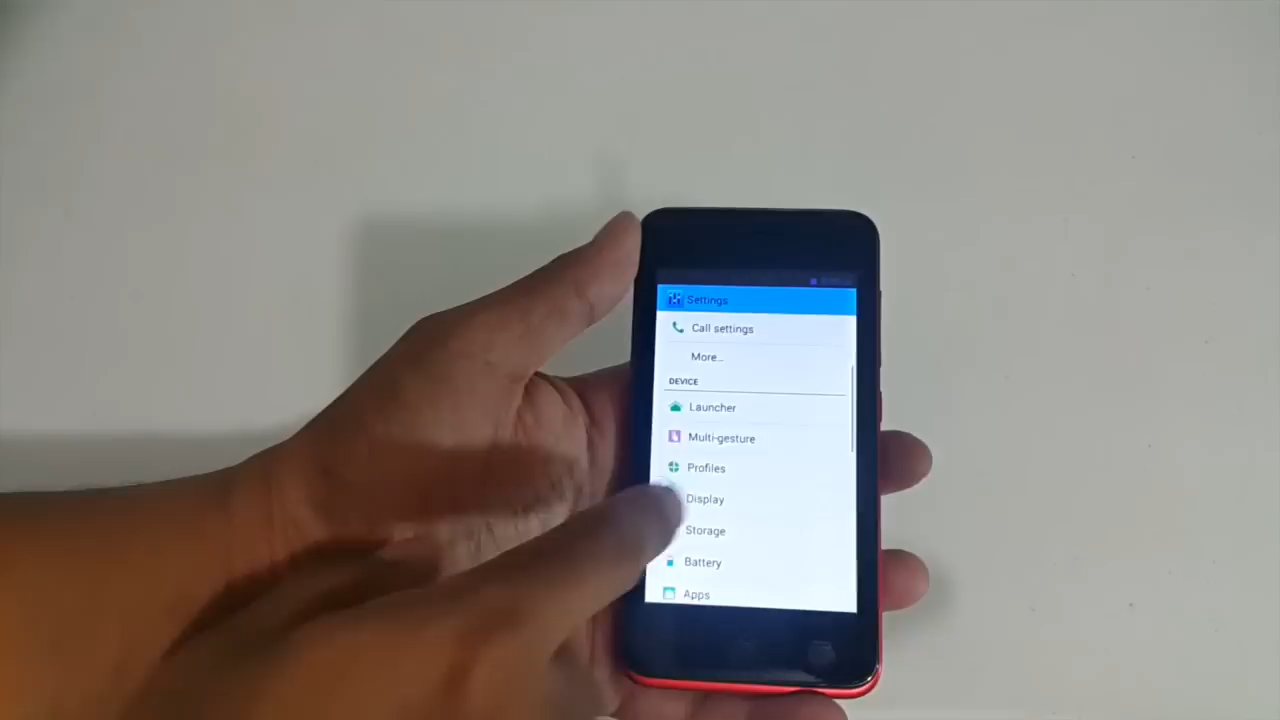 Settings
Call settings
More...
DEVICE
Launcher
Multi-gesture
Profiles
Display
Storage
Battery
Apps